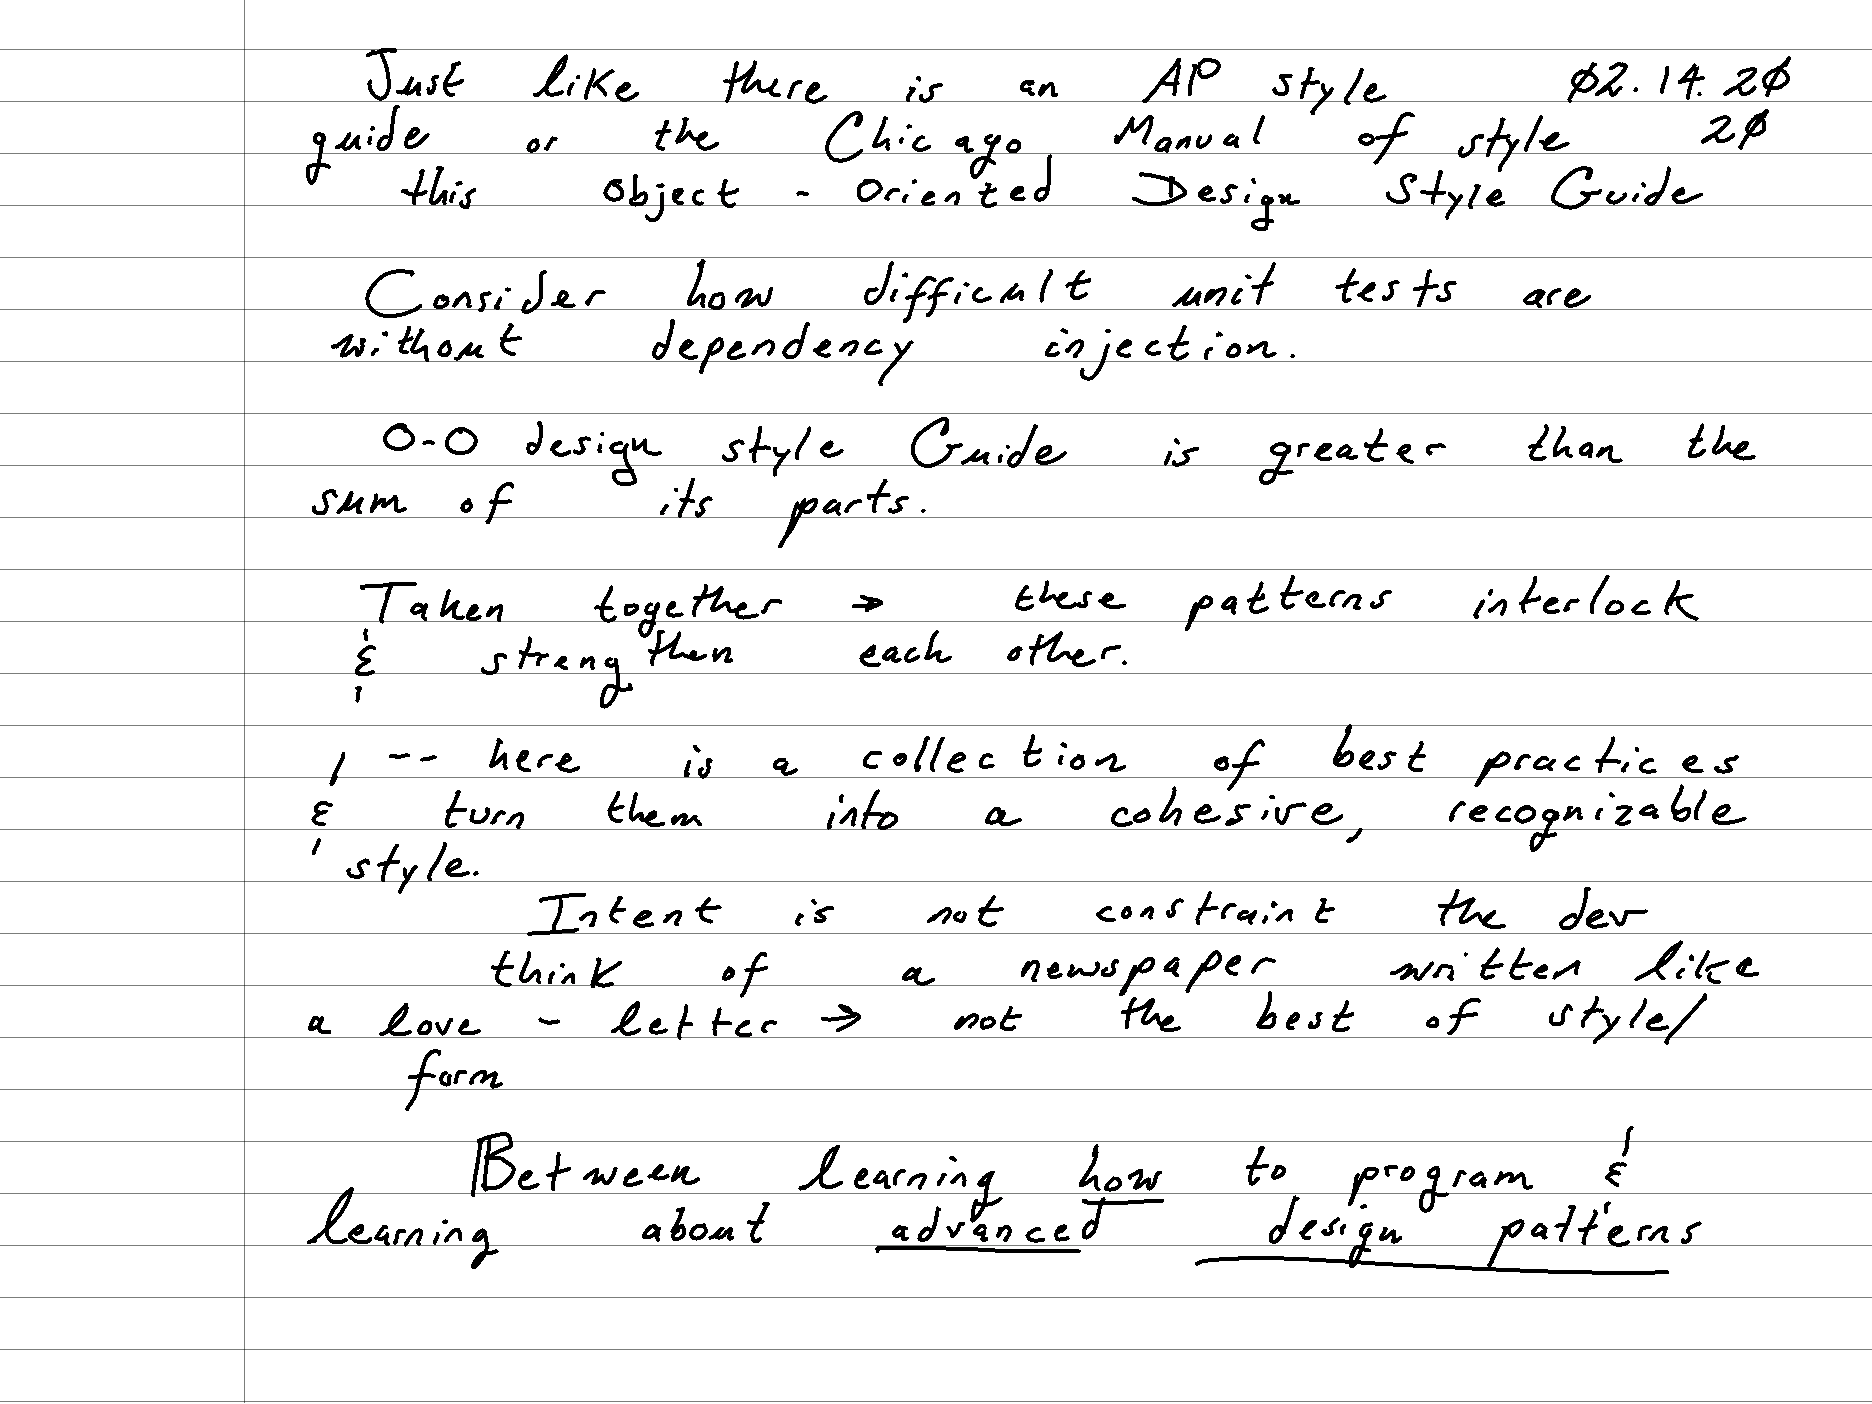 Just like there is an AP style 02.14.20
guide or the Chicago Manual of style 20
this Object - Oriented Design Style Guide
Consider how difficult unit tests are
without dependency injection.
O-O design style Guide is greater than the
sum of its parts.
Taken together → these patterns interlock
& strengthen each other.
-- here is a collection of best practices
& turn them into a cohesive, recognizable
style.
Intent is not constraint the dev
think of a newspaper written like
a love - letter → not the best of style/
form
Between learning how to program &
learning about advanced design patterns